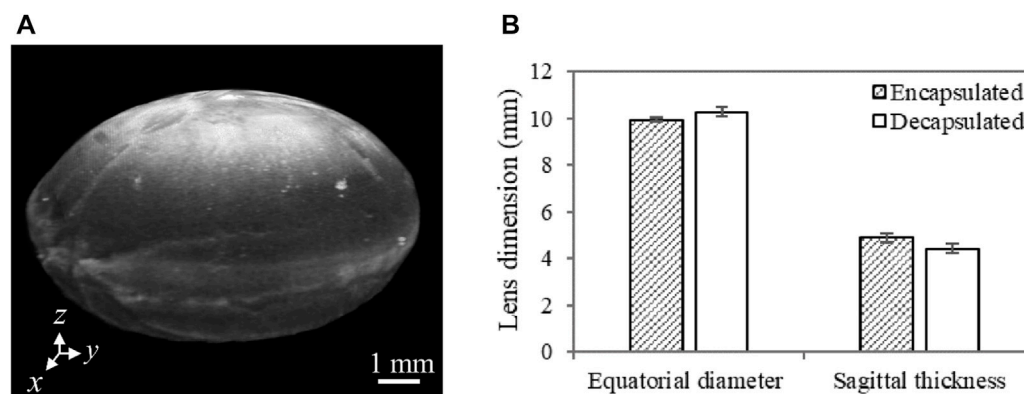 A
z
y
x
1 mm
B
Lens dimension (mm)
12
10
8
6
4
2
0
Encapsulated
Decapsulated
Equatorial diameter
Sagittal thickness